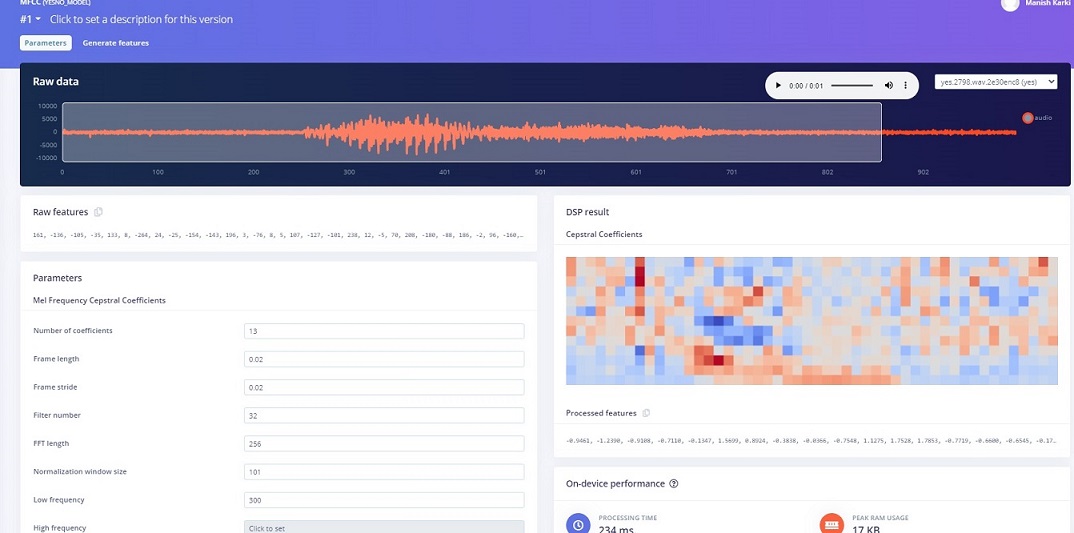 MFCC (YESNO_MODEL)
Manish Karki
#1 Click to set a description for this version
Parameters Generate features
Raw data
0:00 / 0:01
yes.2798.wav.2e30enc8 (yes)
10000
5000
0
-5000
-10000
audio
0 100 200 300 401 501 601 701 802 902
Raw features
161, -136, -105, -35, 133, 8, -264, 24, -25, -154, -143, 196, 3, -76, 8, 5, 107, -127, -101, 238, 12, -5, 70, 208, -180, -88, 186, -2, 96, -160,...
Parameters
Mel Frequency Cepstral Coefficients
Number of coefficients 13
Frame length 0.02
Frame stride 0.02
Filter number 32
FFT length 256
Normalization window size 101
Low frequency 300
High frequency Click to set
DSP result
Cepstral Coefficients
Processed features
-0.9461, -1.2390, -0.9108, -0.7110, -0.1347, 1.5699, 0.8924, -0.3838, -0.0366, -0.7548, 1.1275, 1.7528, 1.7853, -0.7719, -0.6600, -0.6545, -0.17...
On-device performance
PROCESSING TIME
234 ms.
PEAK RAM USAGE
17 KB